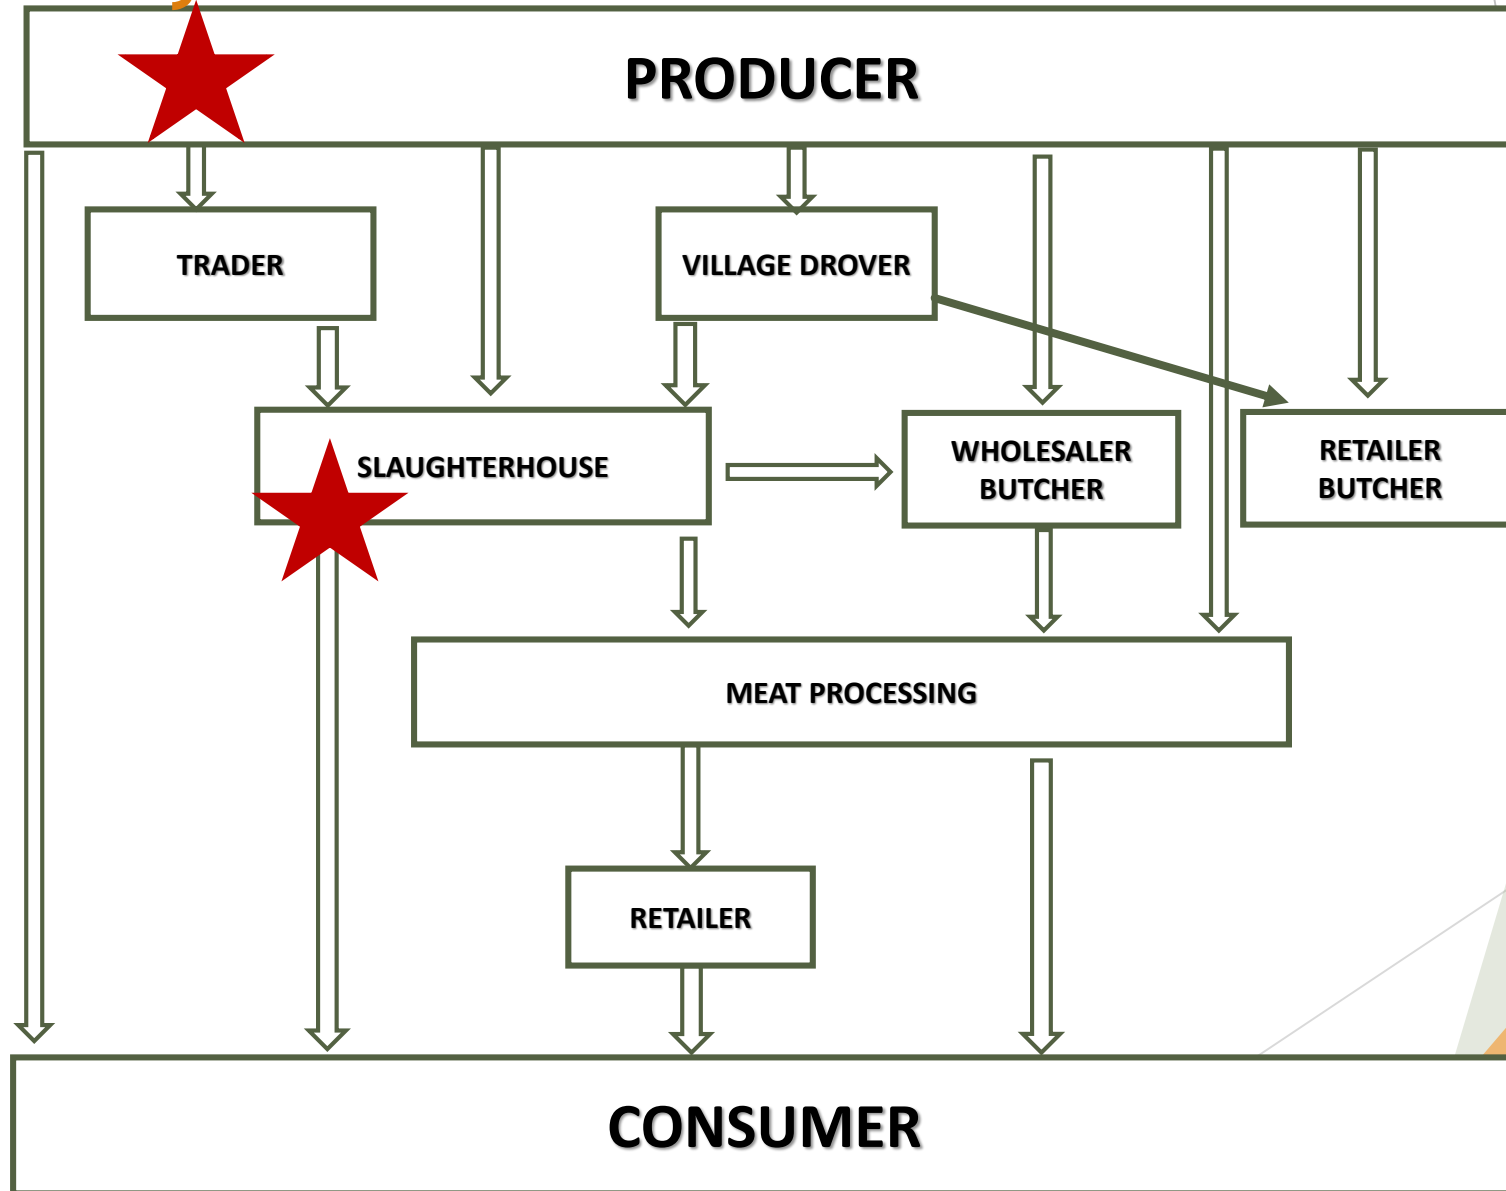 PRODUCER
TRADER
VILLAGE DROVER
SLAUGHTERHOUSE
WHOLESALER
BUTCHER
RETAILER
BUTCHER
MEAT PROCESSING
RETAILER
CONSUMER